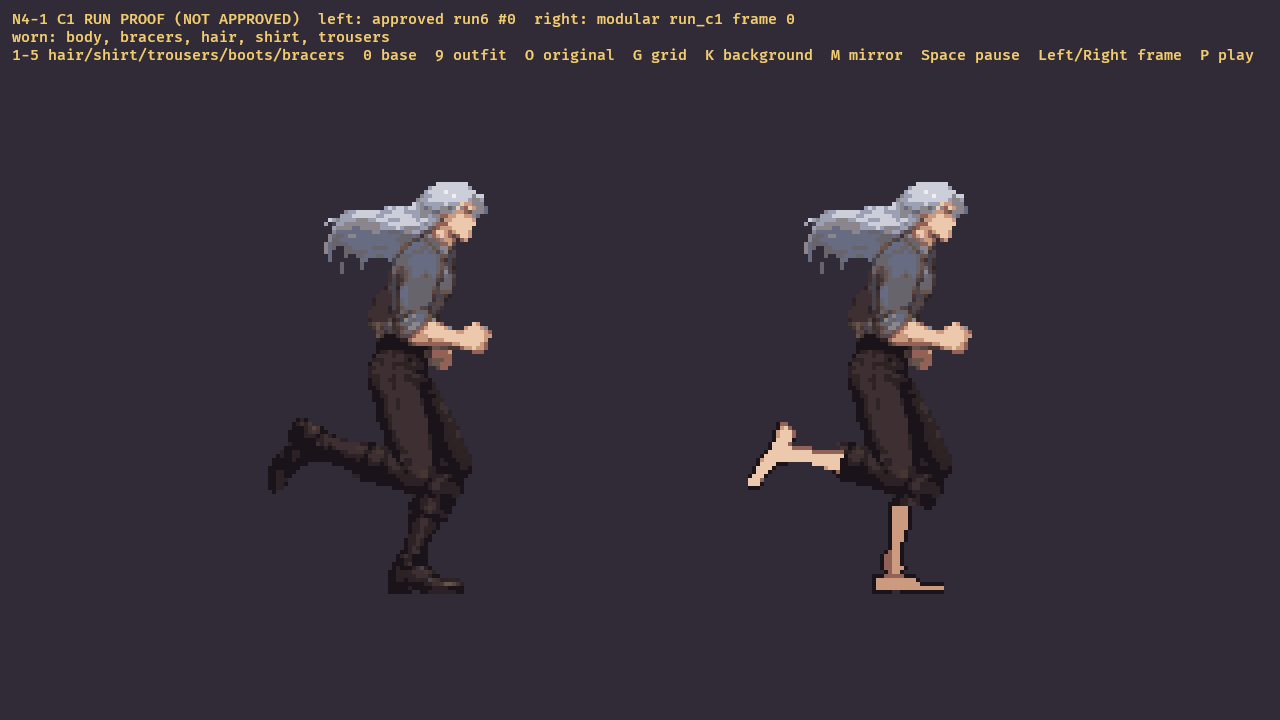 N4-1 C1 RUN PROOF (NOT APPROVED)  left: approved run6 #0  right: modular run_c1 frame 0
worn: body, bracers, hair, shirt, trousers
1-5 hair/shirt/trousers/boots/bracers  0 base  9 outfit  O original  G grid  K background  M mirror  Space pause  Left/Right frame  P play